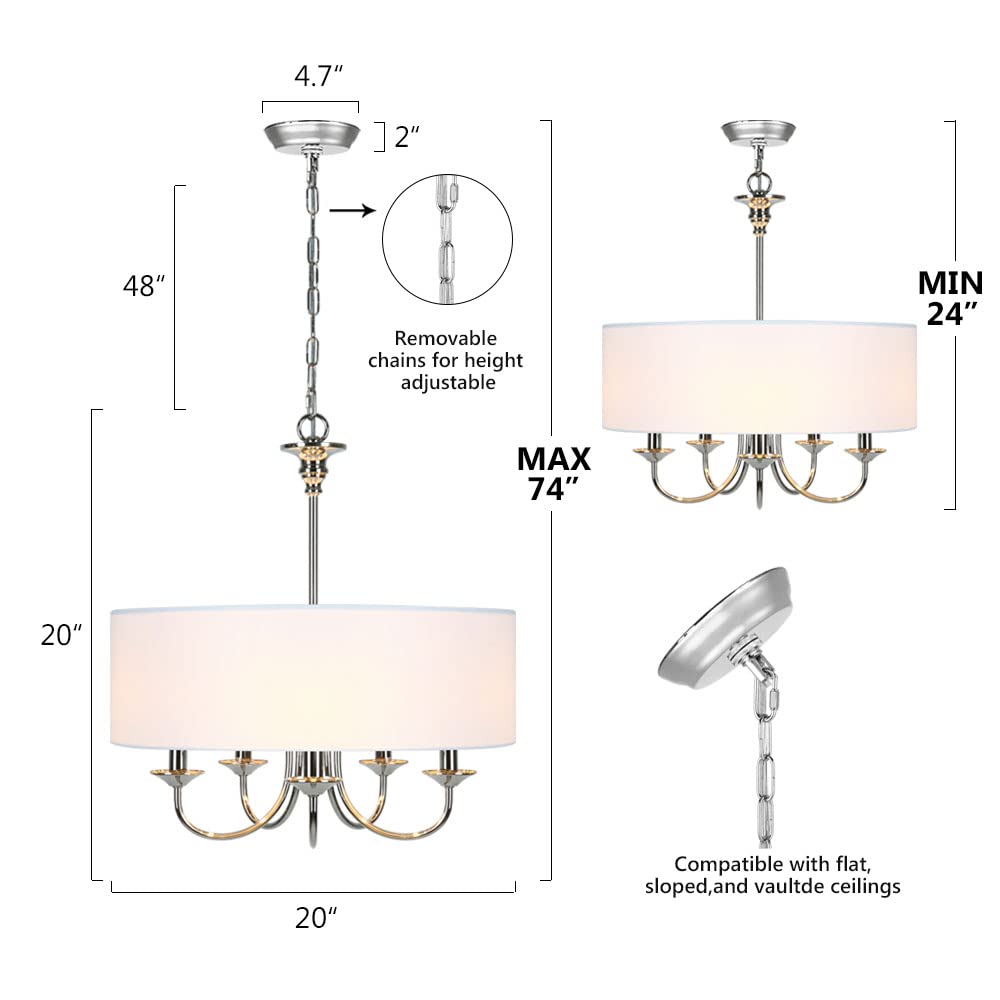 4.7“
2“
48“
Removable
chains for height
adjustable
MAX
74”
MIN
24”
20“
20“
Compatible with flat,
sloped,and vaultde ceilings